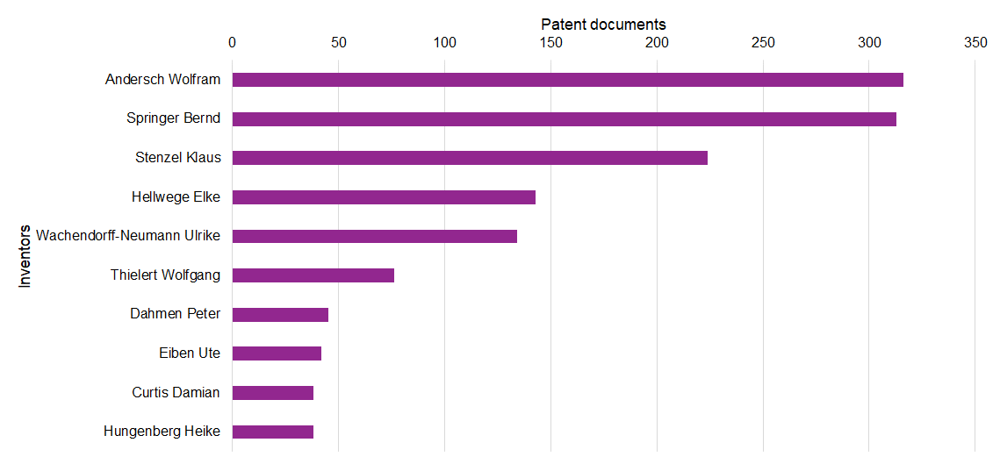 Patent documents
0 50 100 150 200 250 300 350
Andersch Wolfram
Springer Bernd
Stenzel Klaus
Hellwege Elke
Wachendorff-Neumann Ulrike
Thielert Wolfgang
Dahmen Peter
Eiben Ute
Curtis Damian
Hungenberg Heike
Inventors